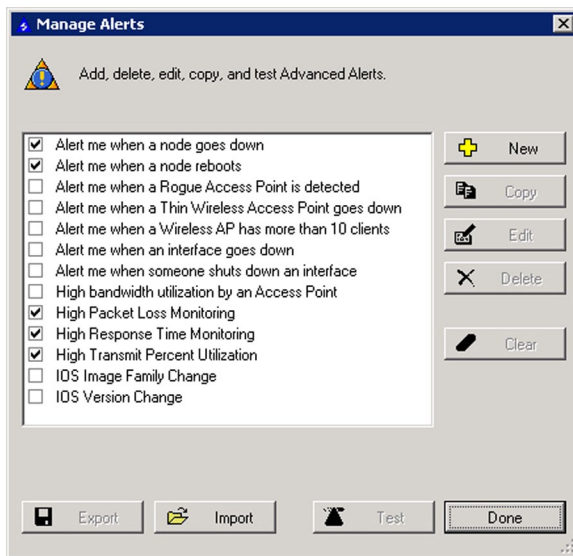 Manage Alerts
Add, delete, edit, copy, and test Advanced Alerts.
Alert me when a node goes down
Alert me when a node reboots
Alert me when a Rogue Access Point is detected
Alert me when a Thin Wireless Access Point goes down
Alert me when a Wireless AP has more than 10 clients
Alert me when an interface goes down
Alert me when someone shuts down an interface
High bandwidth utilization by an Access Point
High Packet Loss Monitoring
High Response Time Monitoring
High Transmit Percent Utilization
IOS Image Family Change
IOS Version Change
New
Copy
Edit
Delete
Clear
Export
Import
Test
Done